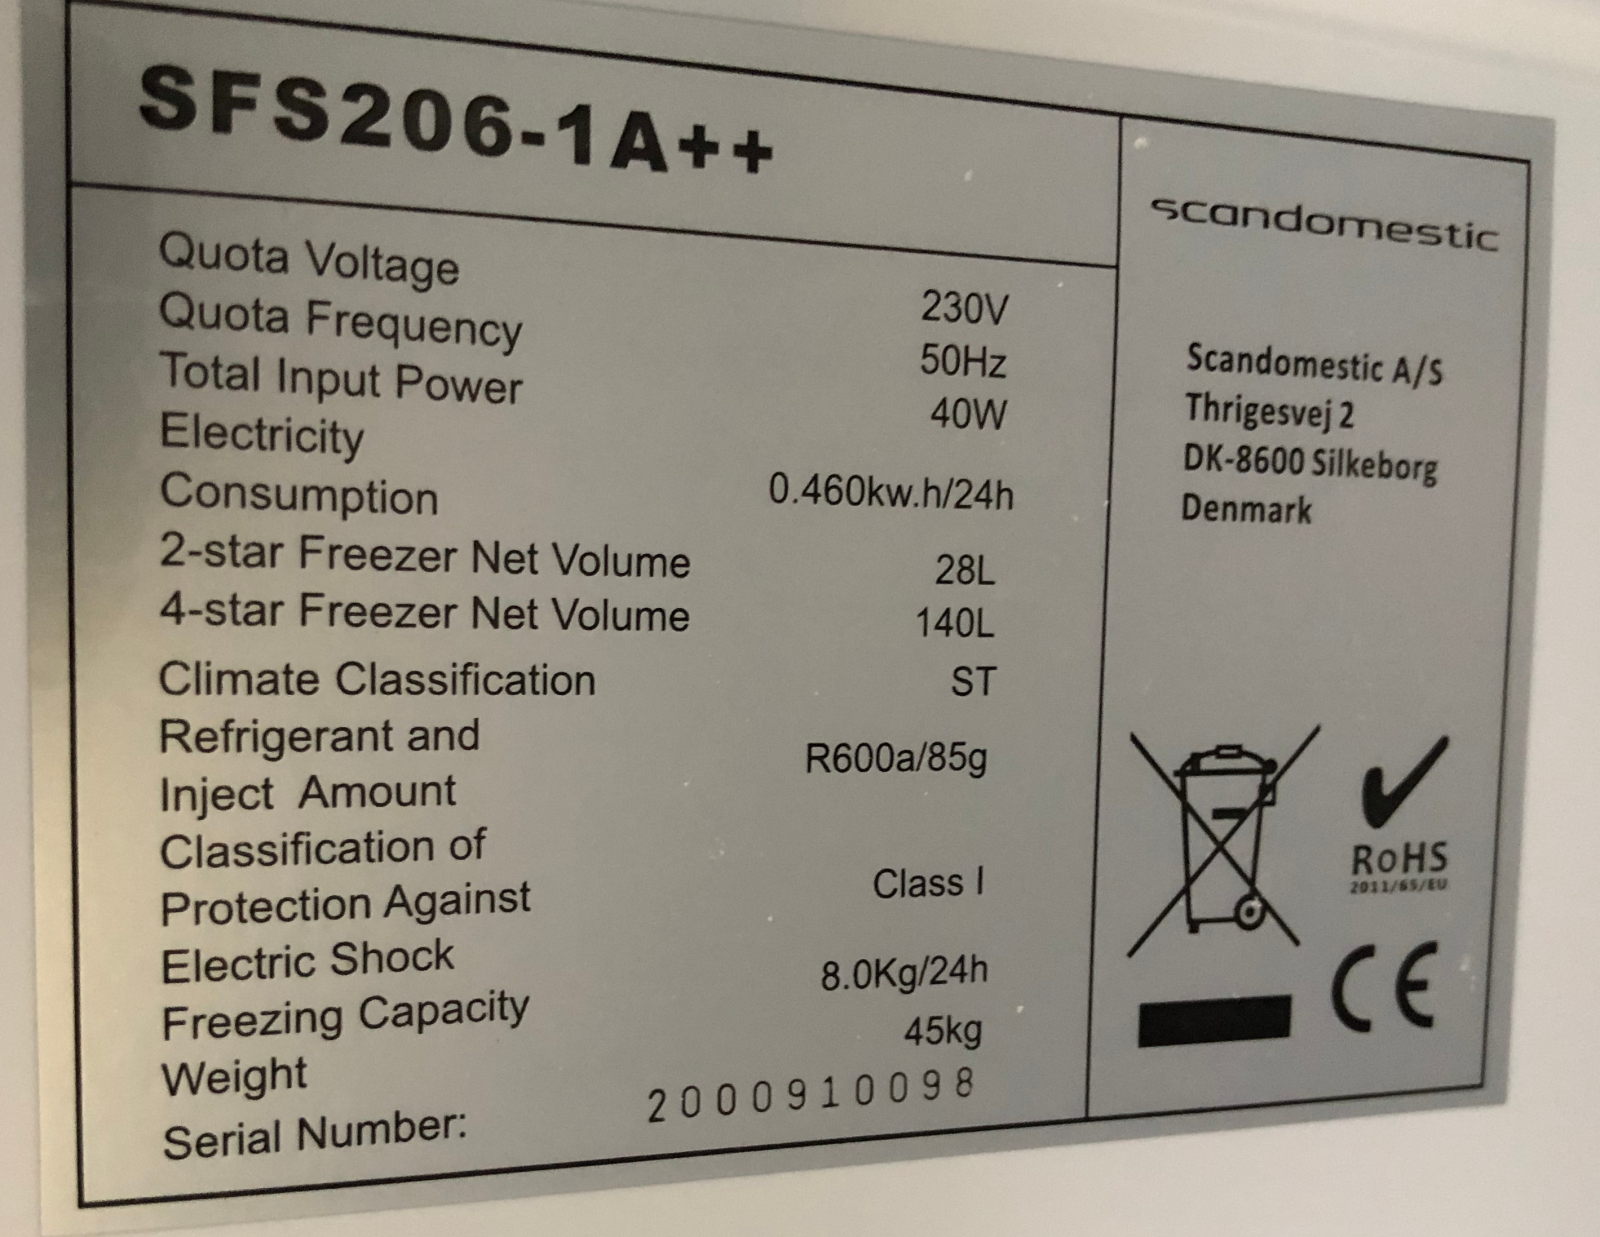 SFS206-1A++
Quota Voltage 230V
Quota Frequency 50Hz
Total Input Power 40W
Electricity
Consumption 0.460kw.h/24h
2-star Freezer Net Volume 28L
4-star Freezer Net Volume 140L
Climate Classification ST
Refrigerant and
Inject Amount R600a/85g
Classification of
Protection Against
Electric Shock Class I
Freezing Capacity 8.0Kg/24h
Weight 45kg
Serial Number: 2000910098
scandomestic
Scandomestic A/S
Thrigesvej 2
DK-8600 Silkeborg
Denmark
RoHS
2011/65/EU
CE